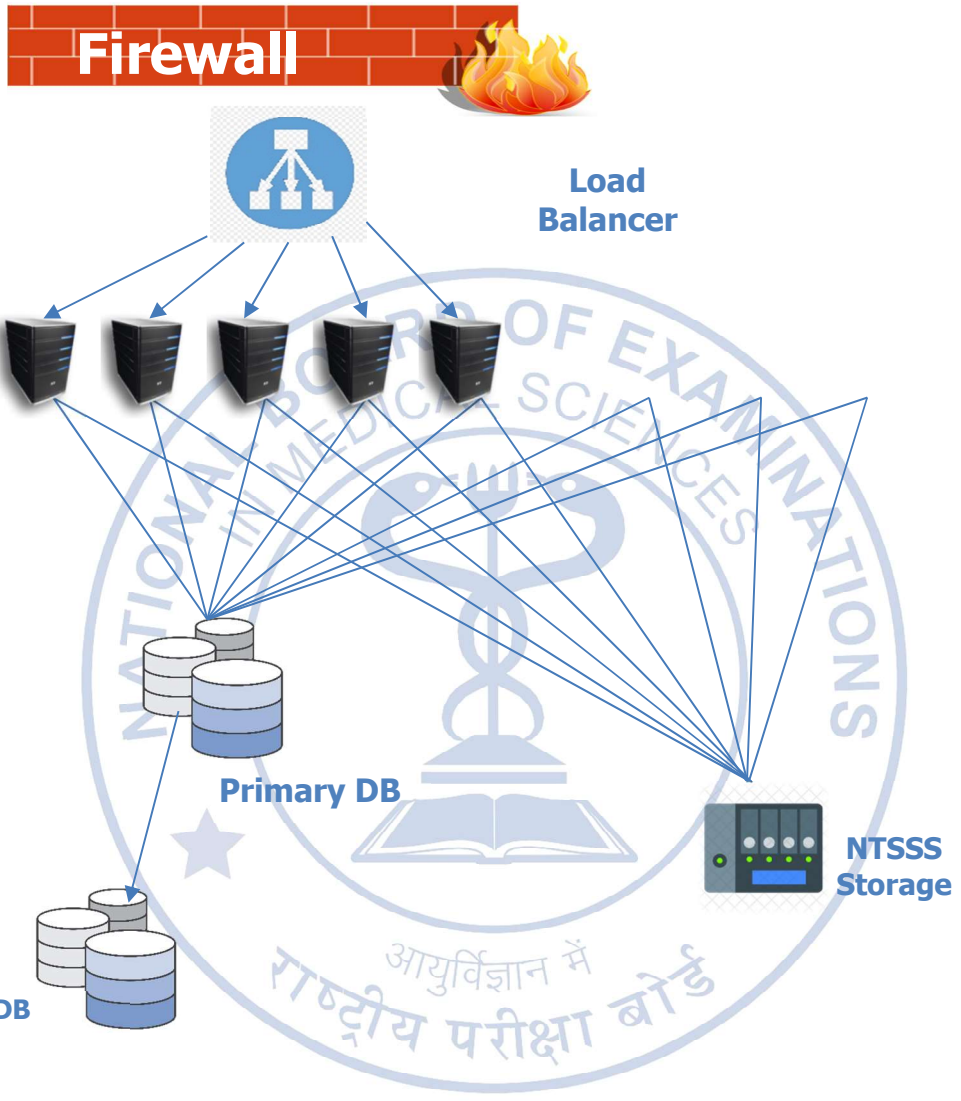 Firewall
Load
Balancer
NATIONAL BOARD OF EXAMINATIONS
IN MEDICAL SCIENCES
Primary DB
NTSSS
Storage
DB
आयुर्विज्ञान में
राष्ट्रीय परीक्षा बोर्ड